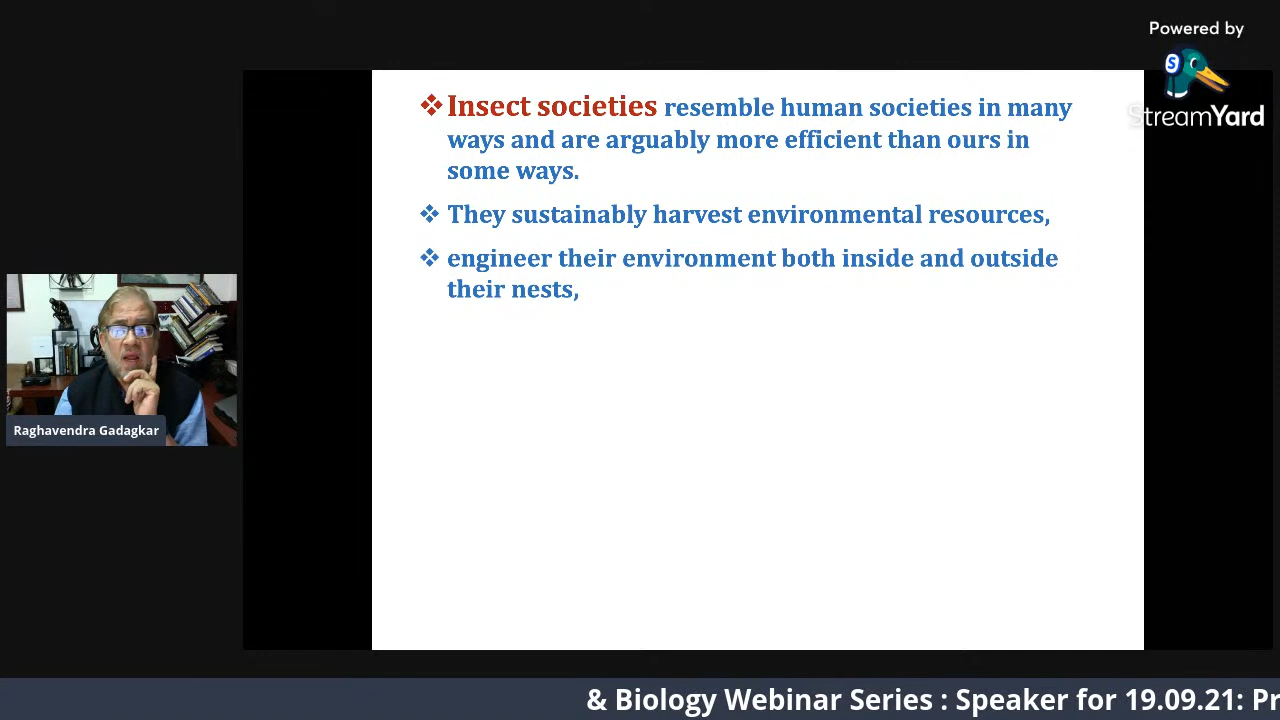 Powered by
StreamYard
❖ Insect societies resemble human societies in many
ways and are arguably more efficient than ours in
some ways.
❖ They sustainably harvest environmental resources,
❖ engineer their environment both inside and outside
their nests,
Raghavendra Gadagkar
& Biology Webinar Series : Speaker for 19.09.21: Pr